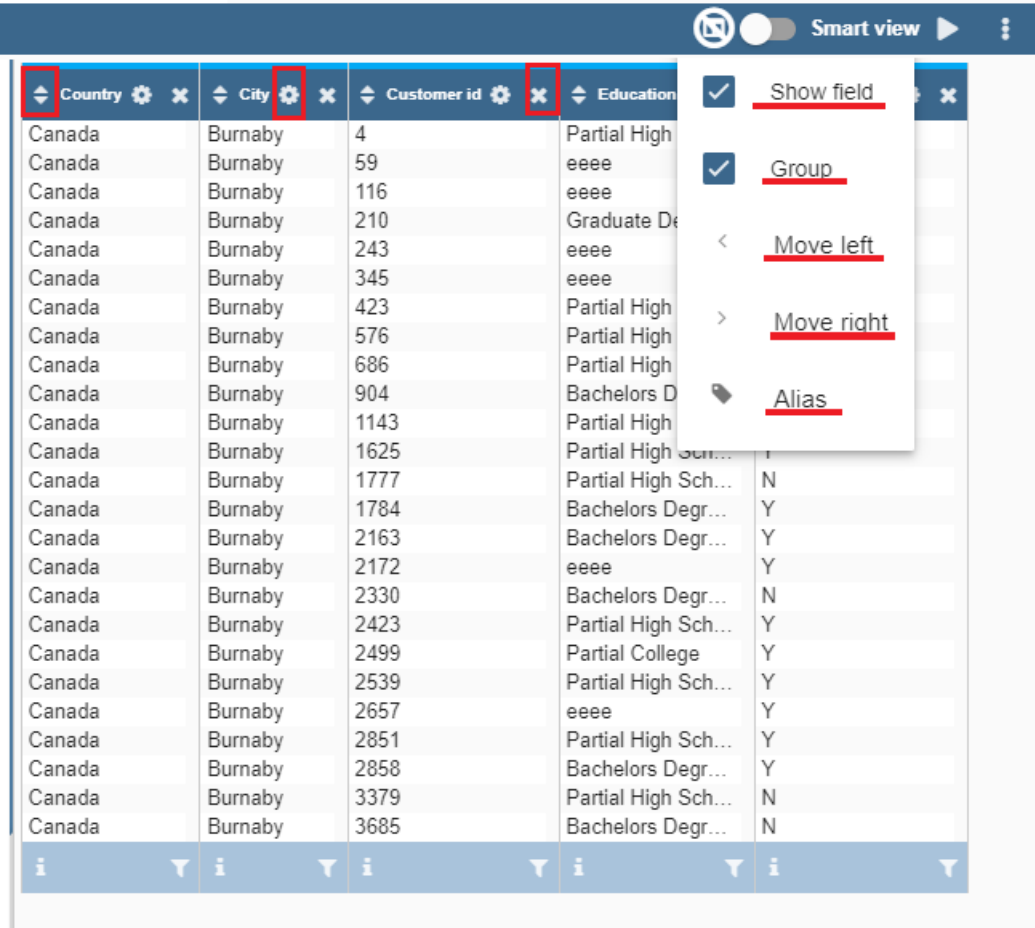 Smart view
Country City Customer id Education
Show field
Group
Move left
Move right
Alias
Canada Burnaby 4 Partial High
Canada Burnaby 59 eeee
Canada Burnaby 116 eeee
Canada Burnaby 210 Graduate De
Canada Burnaby 243 eeee
Canada Burnaby 345 eeee
Canada Burnaby 423 Partial High
Canada Burnaby 576 Partial High
Canada Burnaby 686 Partial High
Canada Burnaby 904 Bachelors D
Canada Burnaby 1143 Partial High
Canada Burnaby 1625 Partial High Sch... Y
Canada Burnaby 1777 Partial High Sch... N
Canada Burnaby 1784 Bachelors Degr... Y
Canada Burnaby 2163 Bachelors Degr... Y
Canada Burnaby 2172 eeee Y
Canada Burnaby 2330 Bachelors Degr... N
Canada Burnaby 2423 Partial High Sch... Y
Canada Burnaby 2499 Partial College Y
Canada Burnaby 2539 Partial High Sch... Y
Canada Burnaby 2657 eeee Y
Canada Burnaby 2851 Partial High Sch... Y
Canada Burnaby 2858 Bachelors Degr... Y
Canada Burnaby 3379 Partial High Sch... N
Canada Burnaby 3685 Bachelors Degr... N